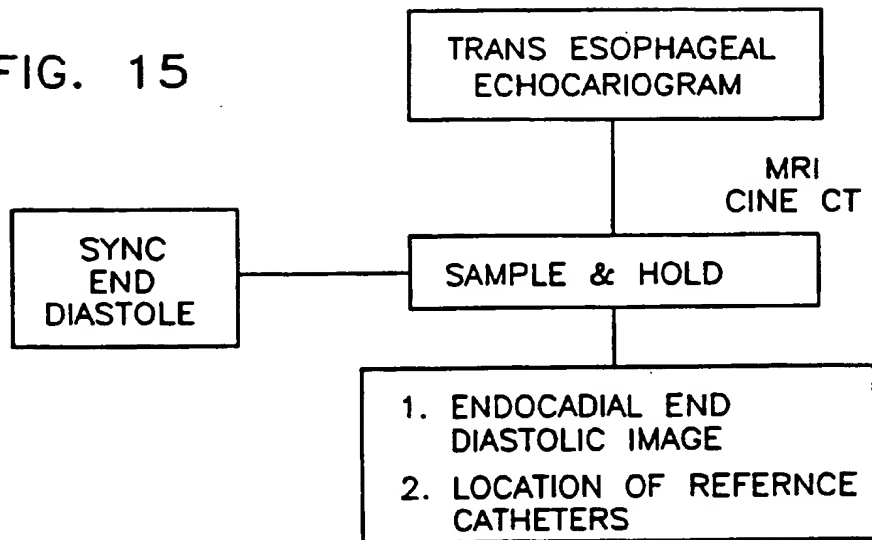 FIG. 15
TRANS ESOPHAGEAL
ECHOCARIOGRAM
MRI
CINE CT
SYNC
END
DIASTOLE
SAMPLE & HOLD
1. ENDOCADIAL END
DIASTOLIC IMAGE
2. LOCATION OF REFERNCE
CATHETERS